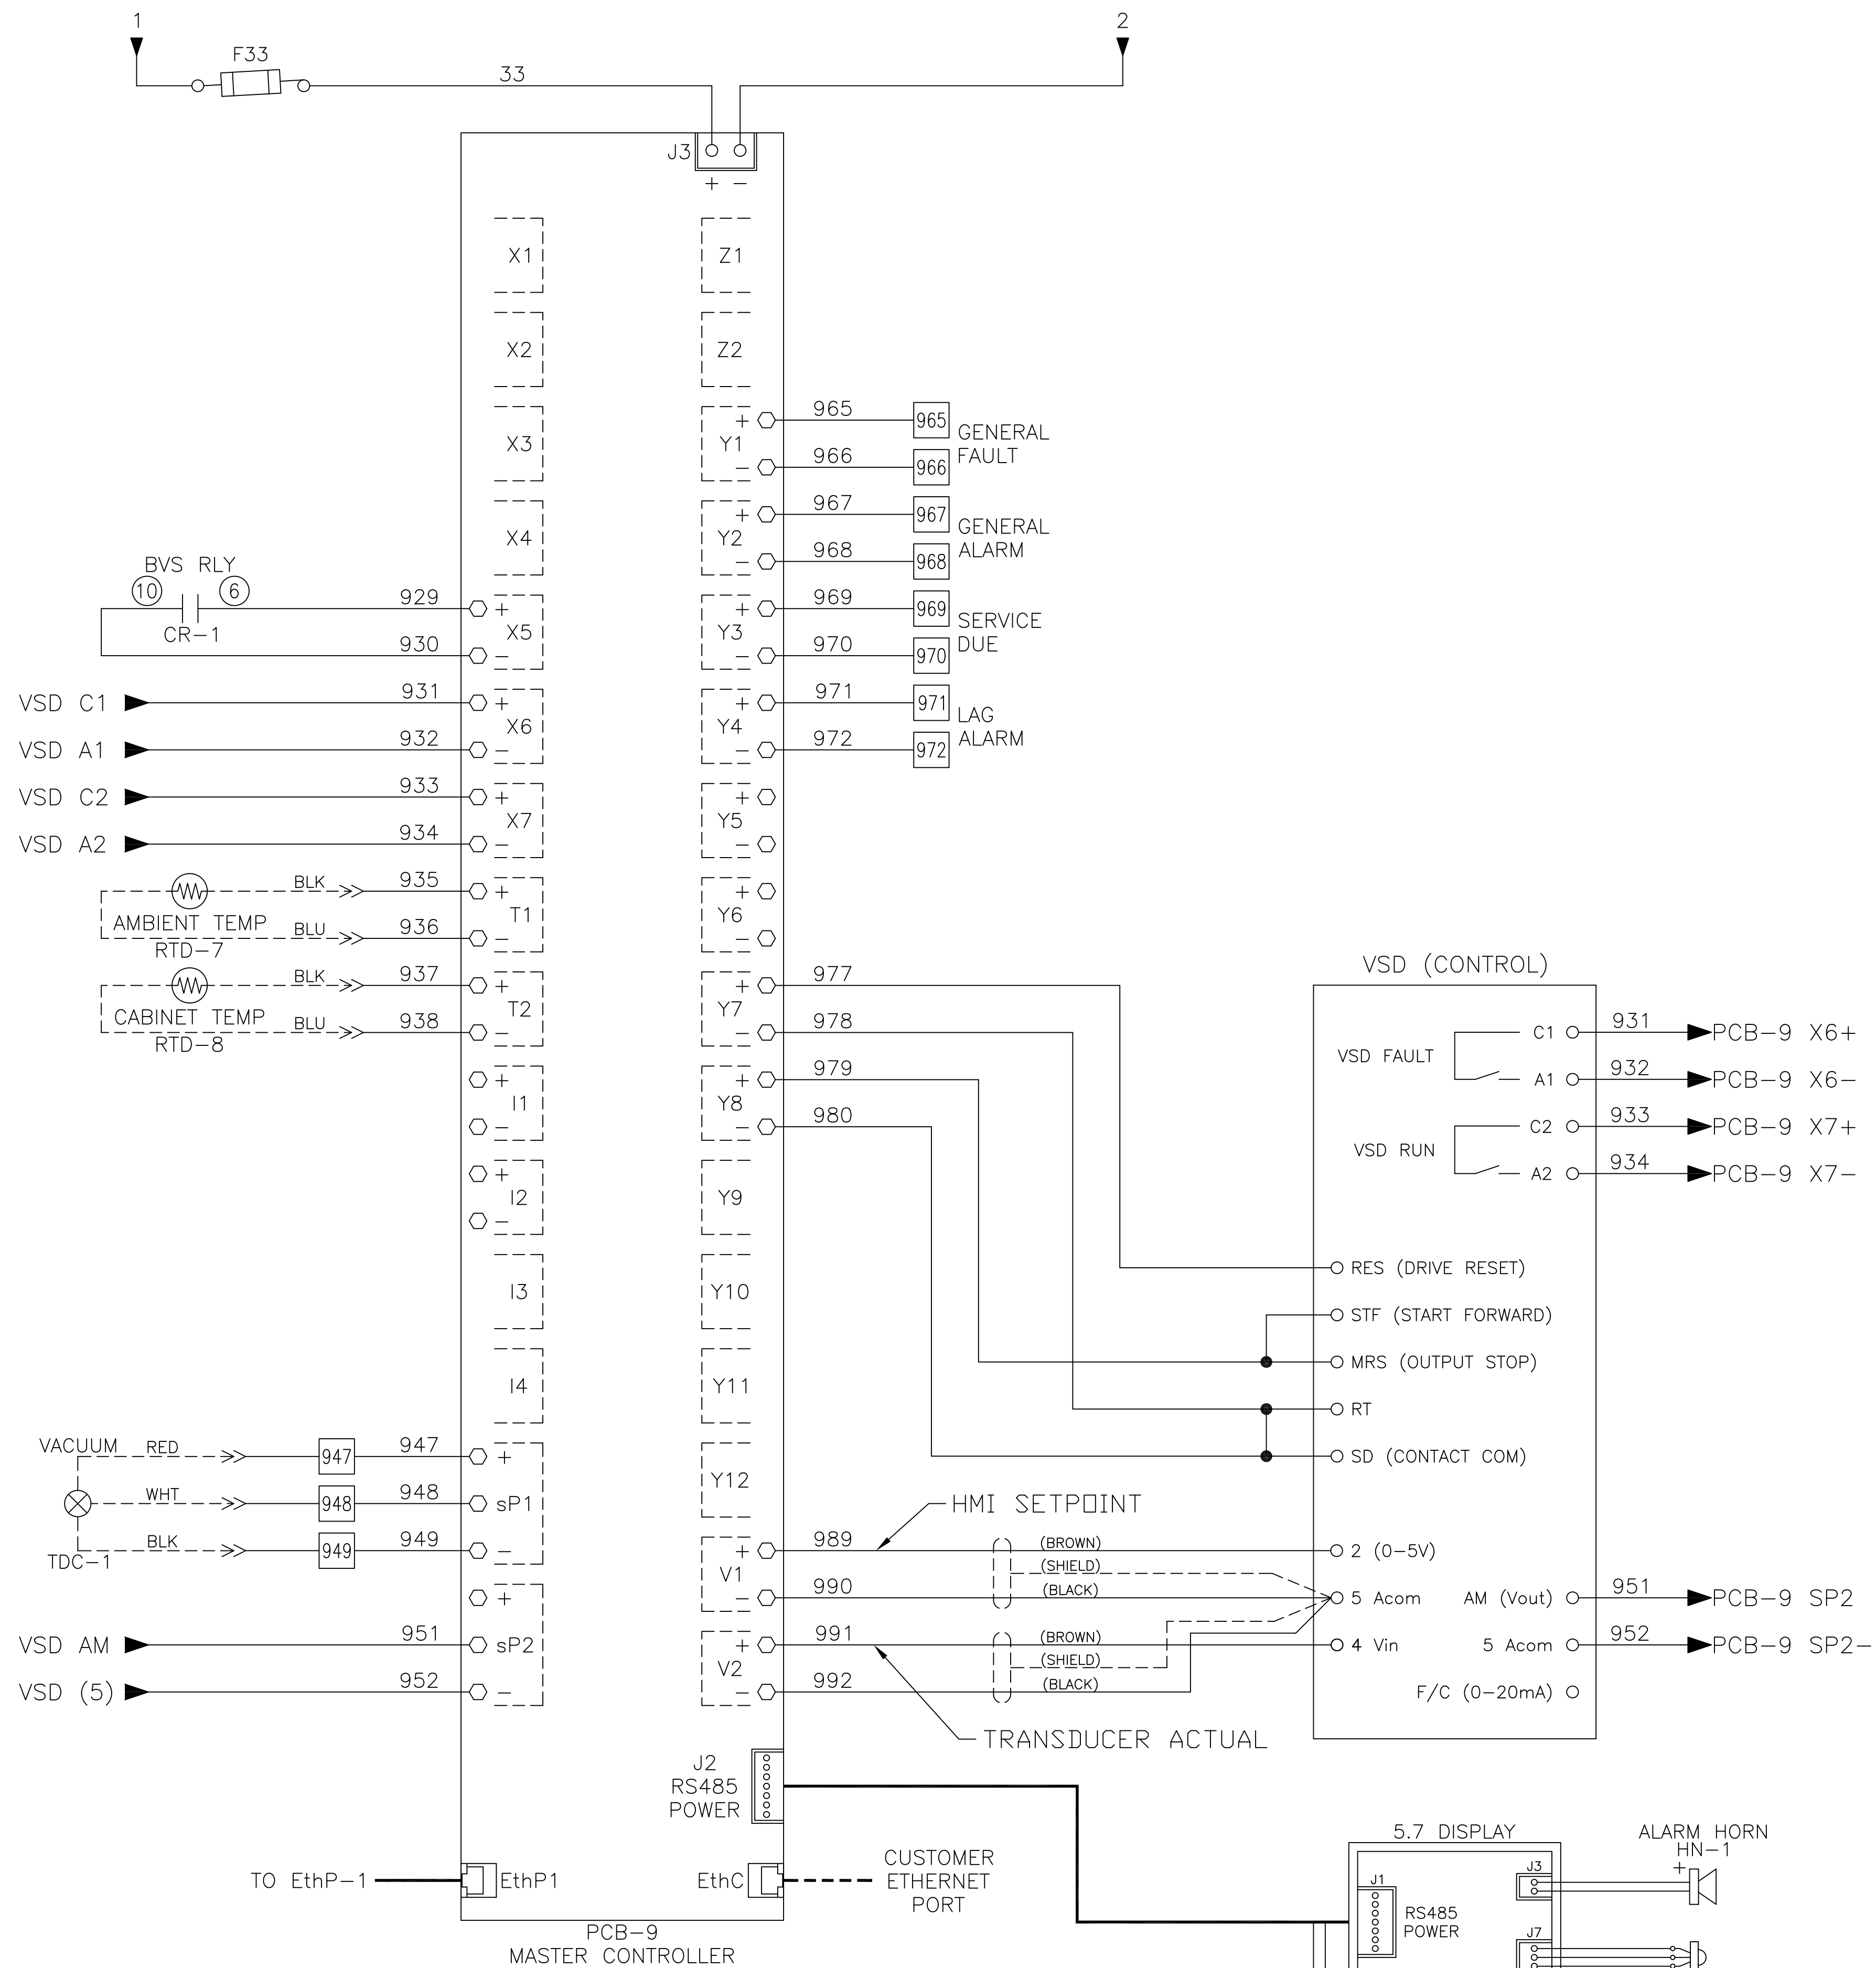 1
2
F33
33
J3
+ -
X1
Z1
X2
Z2
X3
+
Y1
-
965
965
966
966
GENERAL
FAULT
X4
+
Y2
-
967
967
968
968
GENERAL
ALARM
BVS RLY
10
6
CR-1
929
930
+
X5
-
+
Y3
-
969
969
970
970
SERVICE
DUE
VSD C1
931
VSD A1
932
+
X6
-
+
Y4
-
971
971
972
972
LAG
ALARM
VSD C2
933
VSD A2
934
+
X7
-
+
Y5
-
BLK
935
AMBIENT TEMP
BLU
936
RTD-7
+
T1
-
+
Y6
-
BLK
937
CABINET TEMP
BLU
938
RTD-8
+
T2
-
+
Y7
-
977
978
+
I1
-
+
Y8
-
979
980
+
I2
-
Y9
I3
Y10
I4
Y11
VACUUM
RED
947
947
WHT
948
948
BLK
949
949
TDC-1
+
sP1
-
Y12
HMI SETPOINT
+
V1
-
989
(BROWN)
(SHIELD)
990
(BLACK)
+
sP2
-
VSD AM
951
VSD (5)
952
+
V2
-
991
(BROWN)
(SHIELD)
992
(BLACK)
TRANSDUCER ACTUAL
VSD (CONTROL)
VSD FAULT
C1
931
PCB-9 X6+
A1
932
PCB-9 X6-
VSD RUN
C2
933
PCB-9 X7+
A2
934
PCB-9 X7-
RES (DRIVE RESET)
STF (START FORWARD)
MRS (OUTPUT STOP)
RT
SD (CONTACT COM)
2 (0-5V)
5 Acom
AM (Vout)
951
PCB-9 SP2
4 Vin
5 Acom
952
PCB-9 SP2-
F/C (0-20mA)
J2
RS485
POWER
TO EthP-1
EthP1
EthC
CUSTOMER
ETHERNET
PORT
PCB-9
MASTER CONTROLLER
5.7 DISPLAY
J1
RS485
POWER
J3
J7
ALARM HORN
HN-1
+